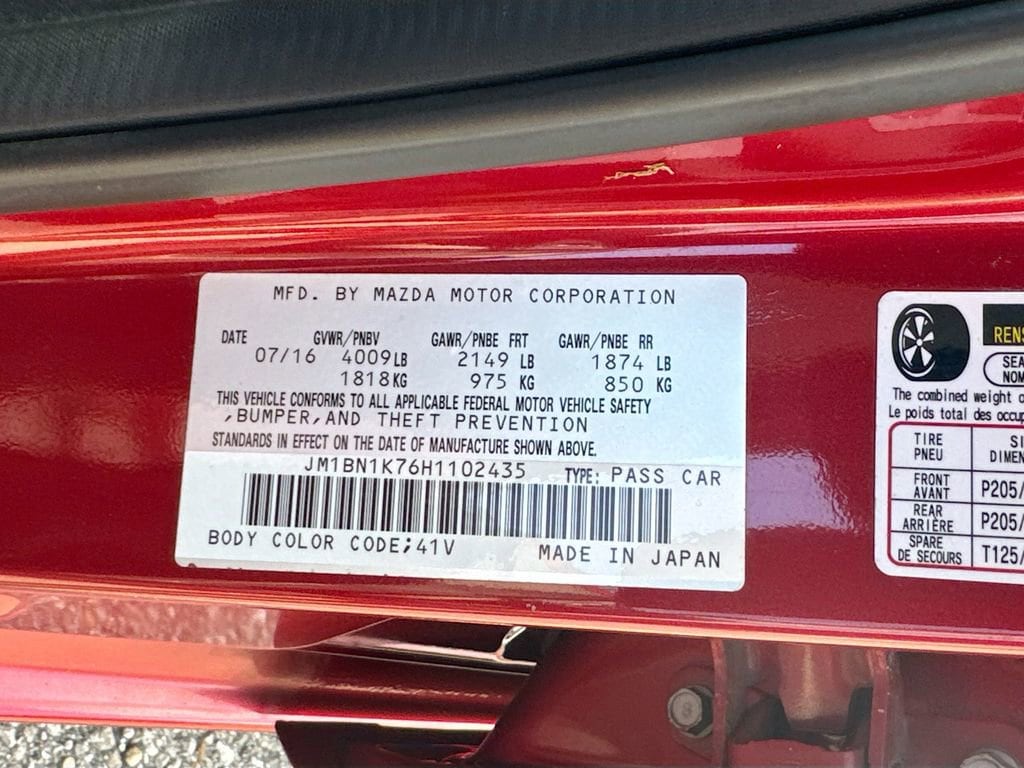 MFD. BY MAZDA MOTOR CORPORATION
DATE GVWR/PNBV GAWR/PNBE FRT GAWR/PNBE RR
07/16 4009LB 2149 LB 1874 LB
1818KG 975 KG 850 KG
THIS VEHICLE CONFORMS TO ALL APPLICABLE FEDERAL MOTOR VEHICLE SAFETY
,BUMPER,AND THEFT PREVENTION
STANDARDS IN EFFECT ON THE DATE OF MANUFACTURE SHOWN ABOVE.
JM1BN1K76H1102435 TYPE: PASS CAR
BODY COLOR CODE;41V MADE IN JAPAN
The combined weight
Le poids total des
TIRE
PNEU
FRONT
AVANT
P205/
REAR
ARRIÈRE
P205/
SPARE
DE SECOURS
T125/